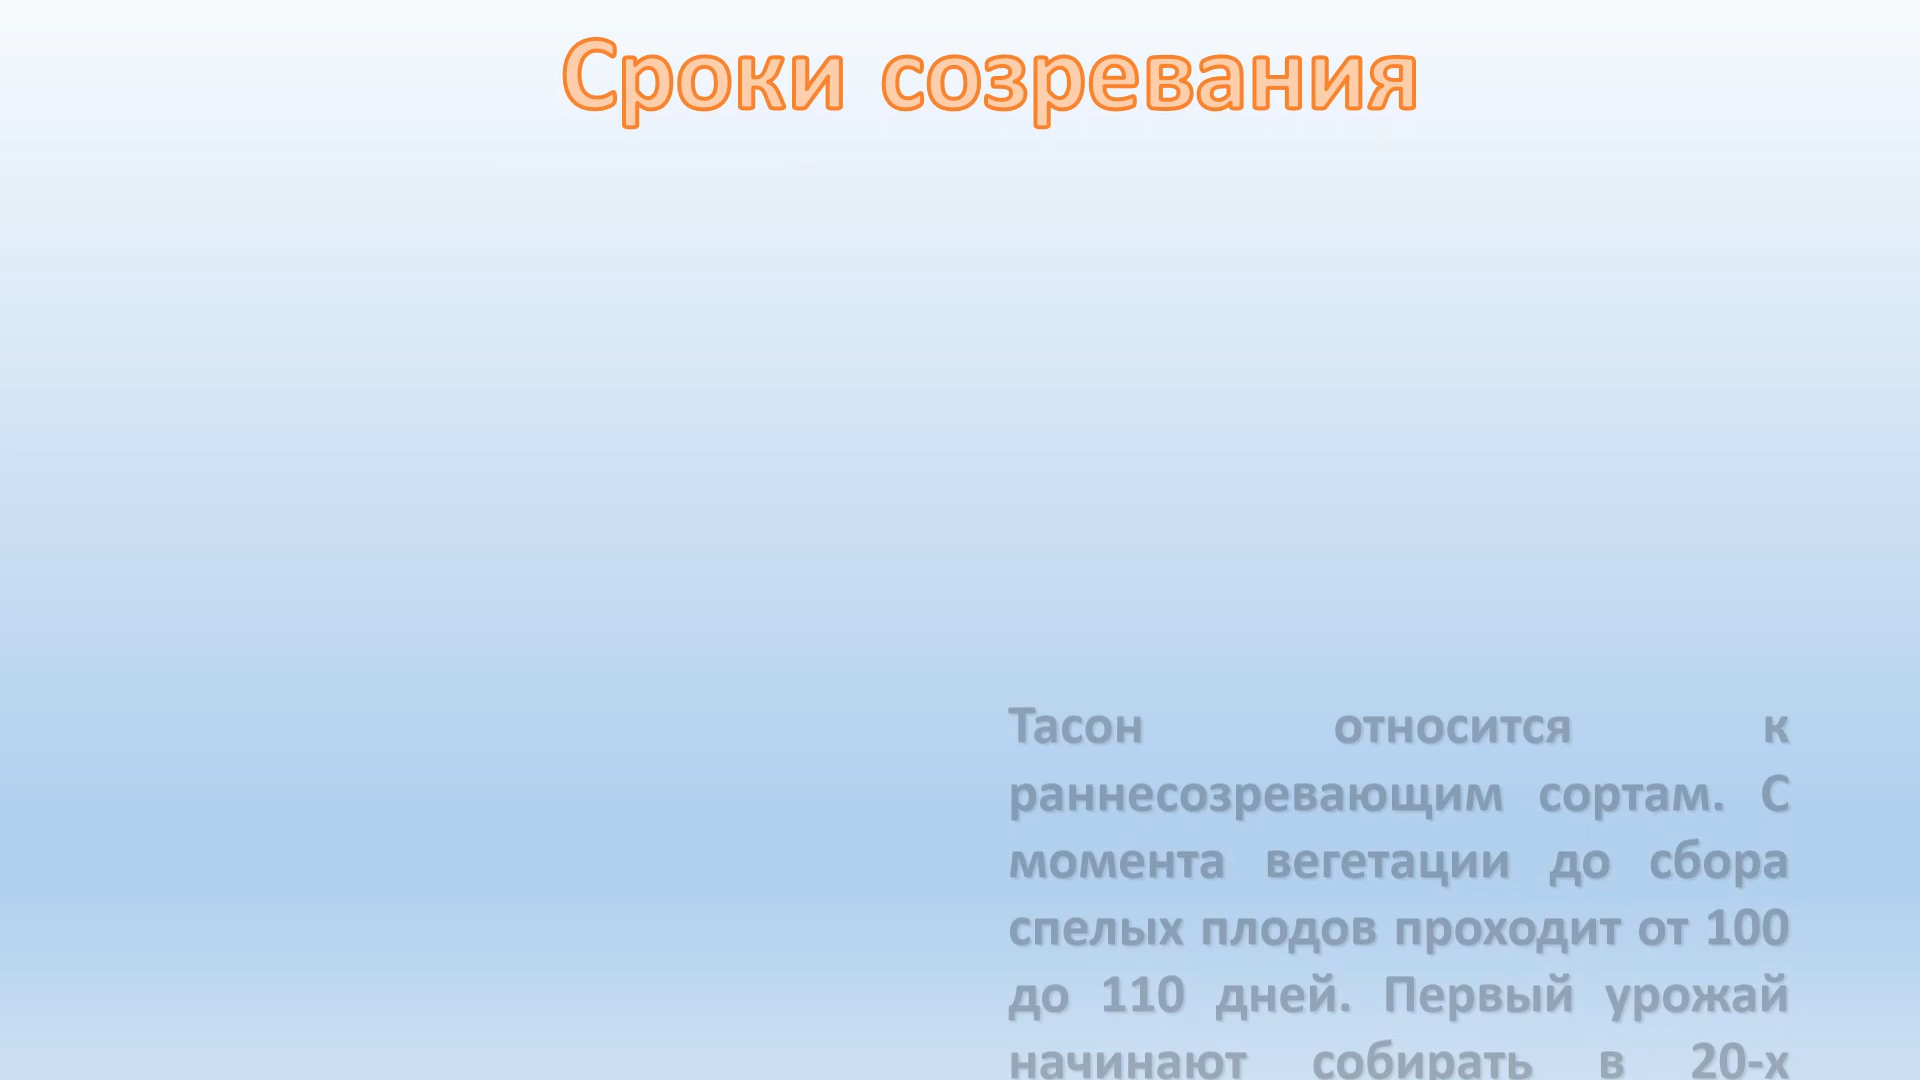 Сроки созревания
Тасон относится к
раннесозревающим сортам. С
момента вегетации до сбора
спелых плодов проходит от 100
до 110 дней. Первый урожай
начинают собирать в 20-х